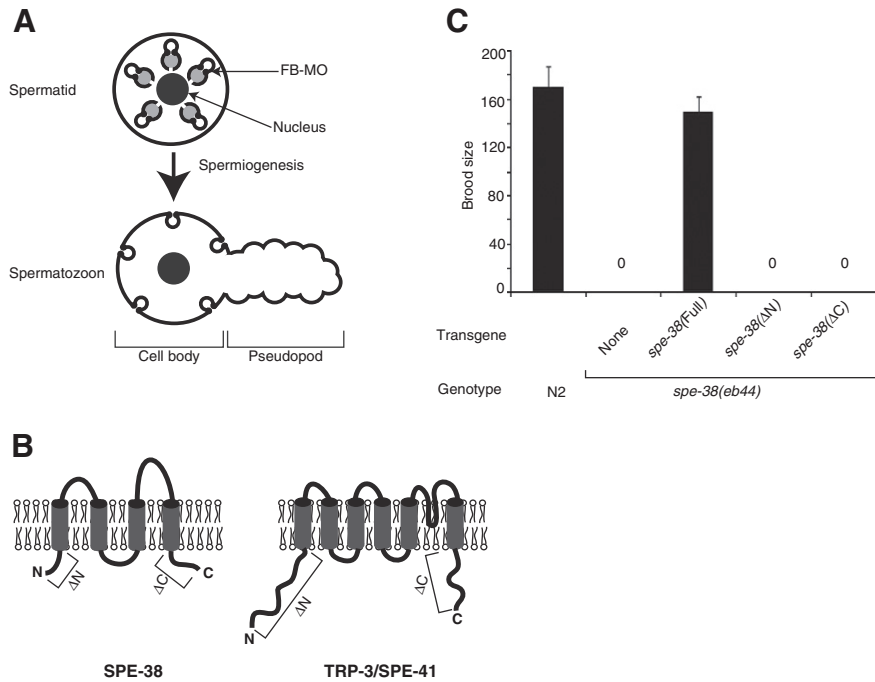 A
Spermatid
FB-MO
Nucleus
Spermiogenesis
Spermatozoon
Cell body
Pseudopod
B
N
ΔN
ΔC
C
SPE-38
N
ΔN
ΔC
C
TRP-3/SPE-41
C
Brood size
200
160
120
80
40
0
0
0
0
Transgene
None
spe-38(Full)
spe-38(ΔN)
spe-38(ΔC)
Genotype
N2
spe-38(eb44)